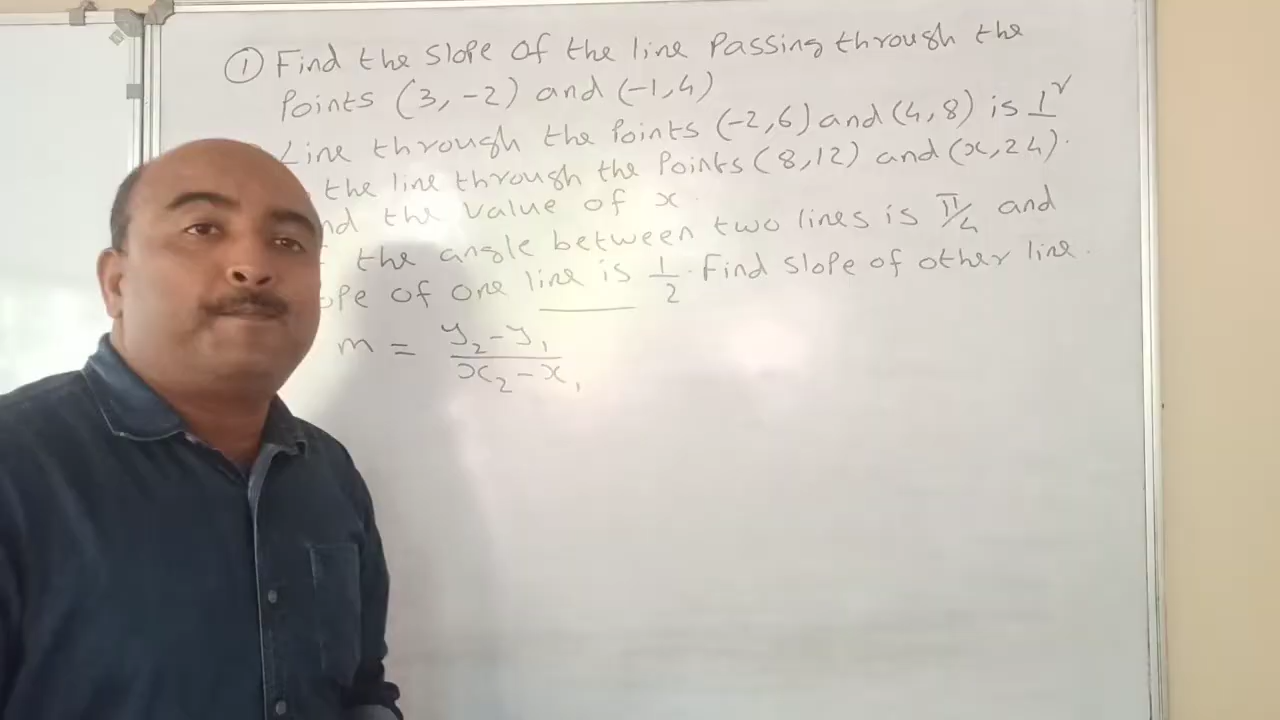 ① Find the slope of the line Passing through the
Points (3, -2) and (-1, 4)
Line through the Points (-2, 6) and (4, 8) is ⊥r
the line through the Points (8, 12) and (x, 24).
the value of x
the angle between two lines is π/4 and
of one line is 1/2. Find slope of other line.
m = y₂ - y₁ / x₂ - x₁